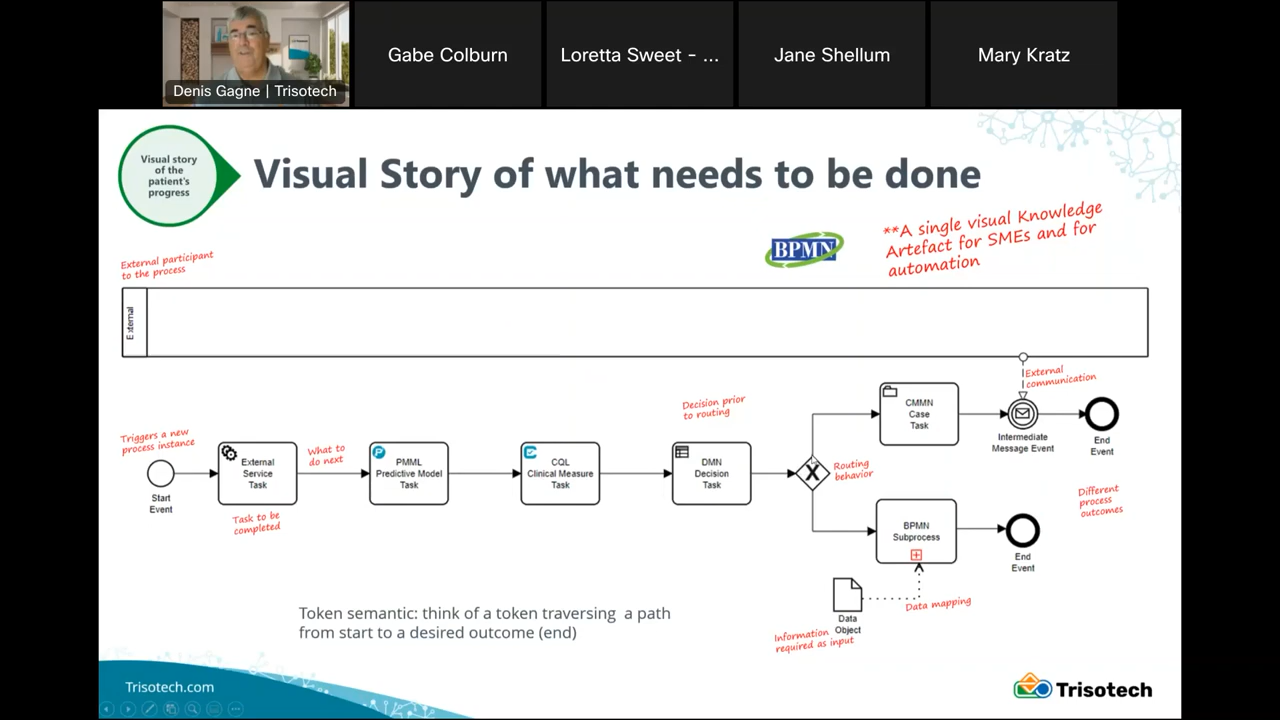 Denis Gagne | Trisotech
Gabe Colburn
Loretta Sweet - ...
Jane Shellum
Mary Kratz
Visual story
of the
patient's
progress
Visual Story of what needs to be done
BPMN
**A single visual Knowledge
Artefact for SMEs and for
automation
External participant
to the process
External
External
communication
Decision prior
to routing
CMMN
Case
Task
Intermediate
Message Event
End
Event
Triggers a new
process instance
Start
Event
External
Service
Task
Task to be
completed
What to
do next
PMML
Predictive Model
Task
CQL
Clinical Measure
Task
DMN
Decision
Task
X
Routing
behavior
Different
process
outcomes
BPMN
Subprocess
End
Event
Data
Object
Data mapping
Information
required as input
Token semantic: think of a token traversing a path
from start to a desired outcome (end)
Trisotech.com
Trisotech